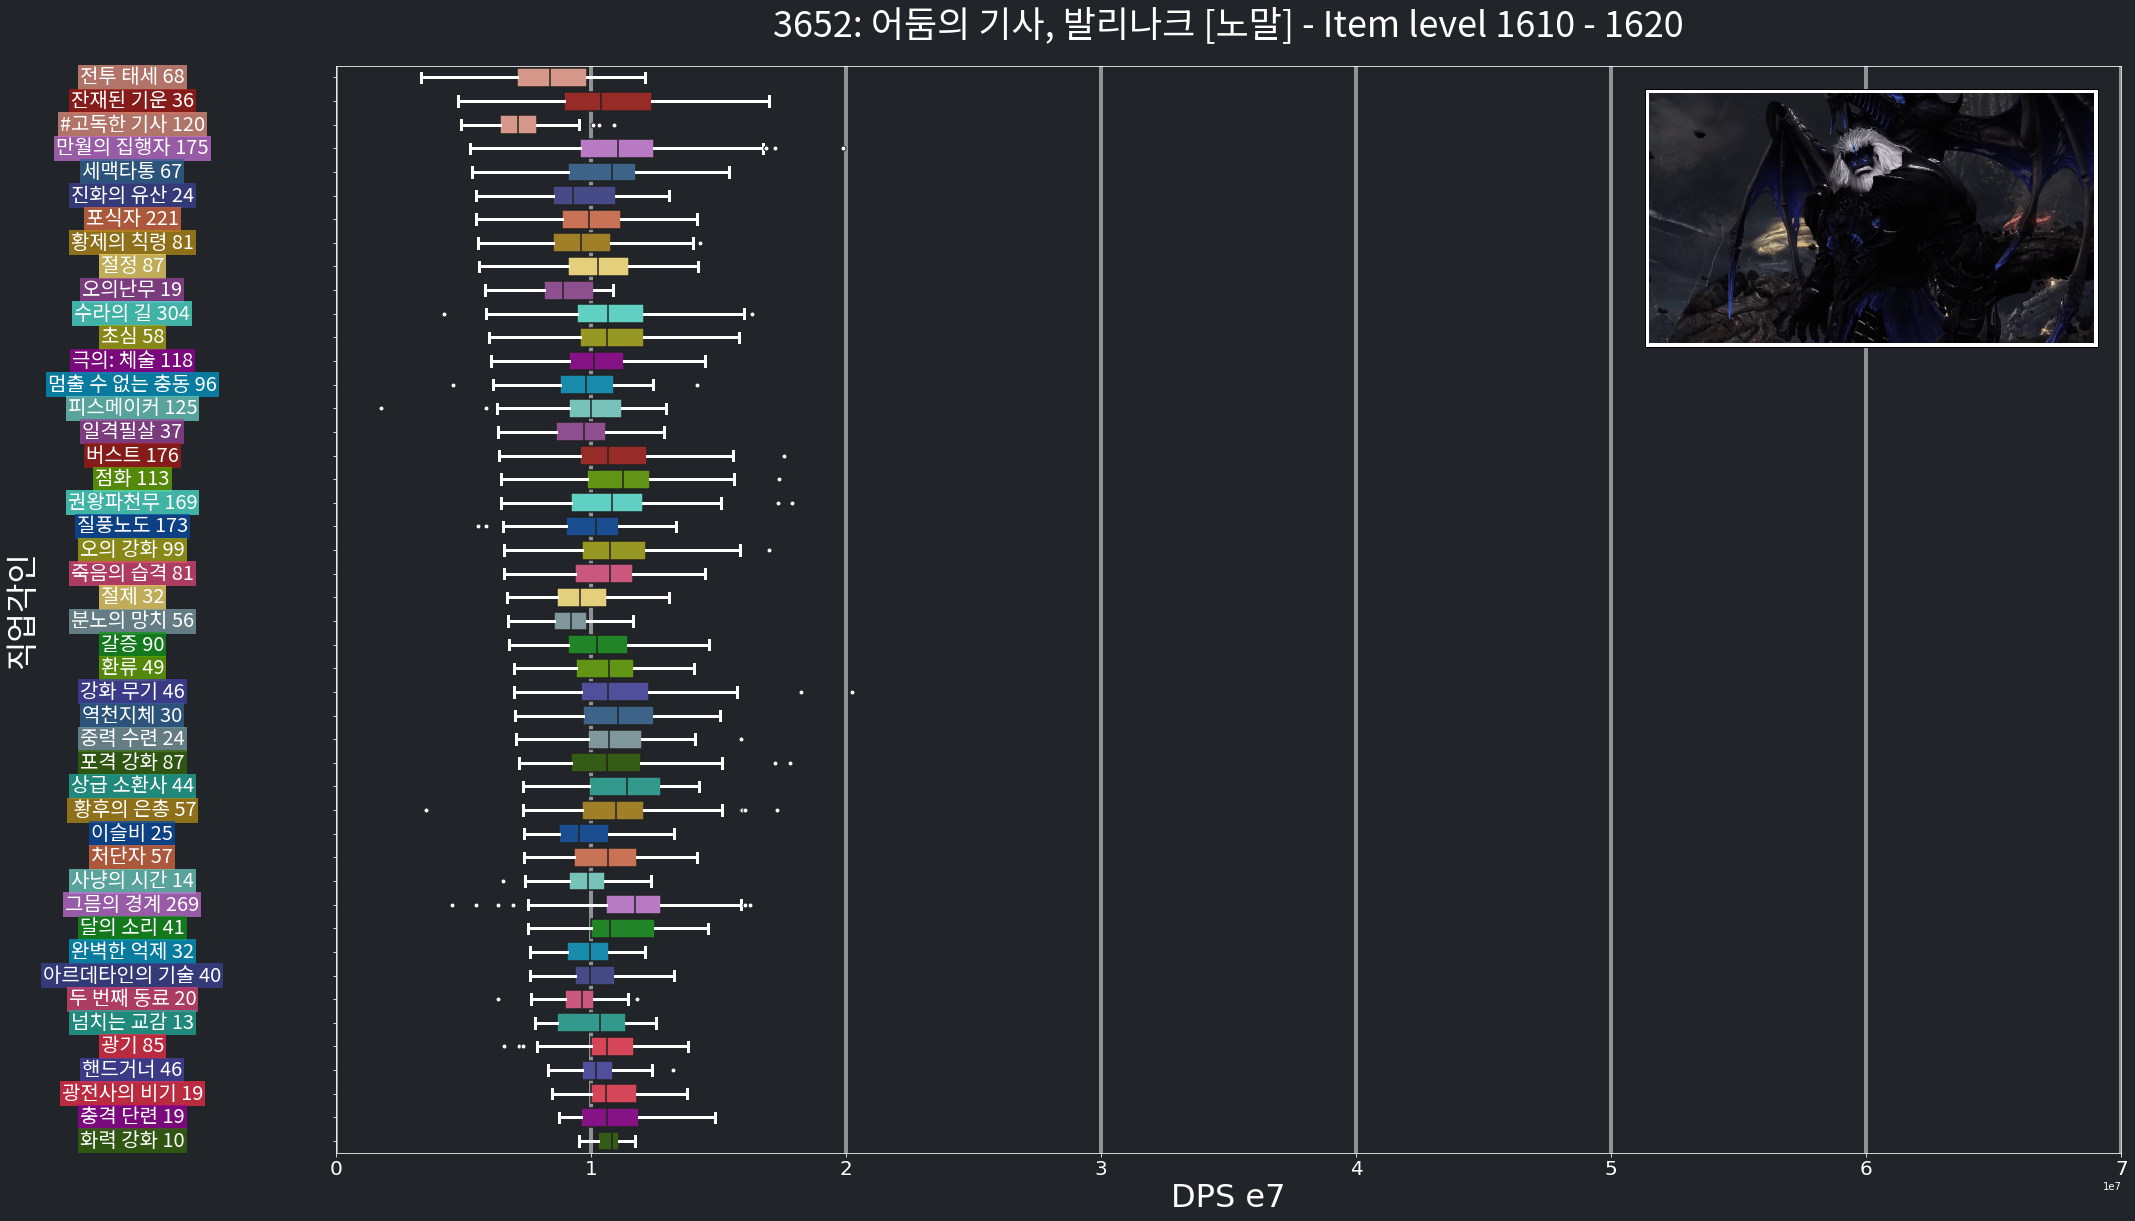 3652: 어둠의 기사, 발리나크 [노말] - Item level 1610 - 1620
전투 태세 68
잔재된 기운 36
#고독한 기사 120
만월의 집행자 175
세맥타통 67
진화의 유산 24
포식자 221
황제의 칙령 81
절정 87
오의난무 19
수라의 길 304
초심 58
극의: 체술 118
멈출 수 없는 충동 96
피스메이커 125
일격필살 37
버스트 176
점화 113
권왕파천무 169
질풍노도 173
오의 강화 99
죽음의 습격 81
절제 32
분노의 망치 56
갈증 90
환류 49
강화 무기 46
역천지체 30
중력 수련 24
포격 강화 87
상급 소환사 44
황후의 은총 57
이슬비 25
처단자 57
사냥의 시간 14
그믐의 경계 269
달의 소리 41
완벽한 억제 32
아르데타인의 기술 40
두 번째 동료 20
넘치는 교감 13
광기 85
핸드거너 46
광전사의 비기 19
충격 단련 19
화력 강화 10
직업각인
0 1 2 3 4 5 6 7
1e7
DPS e7